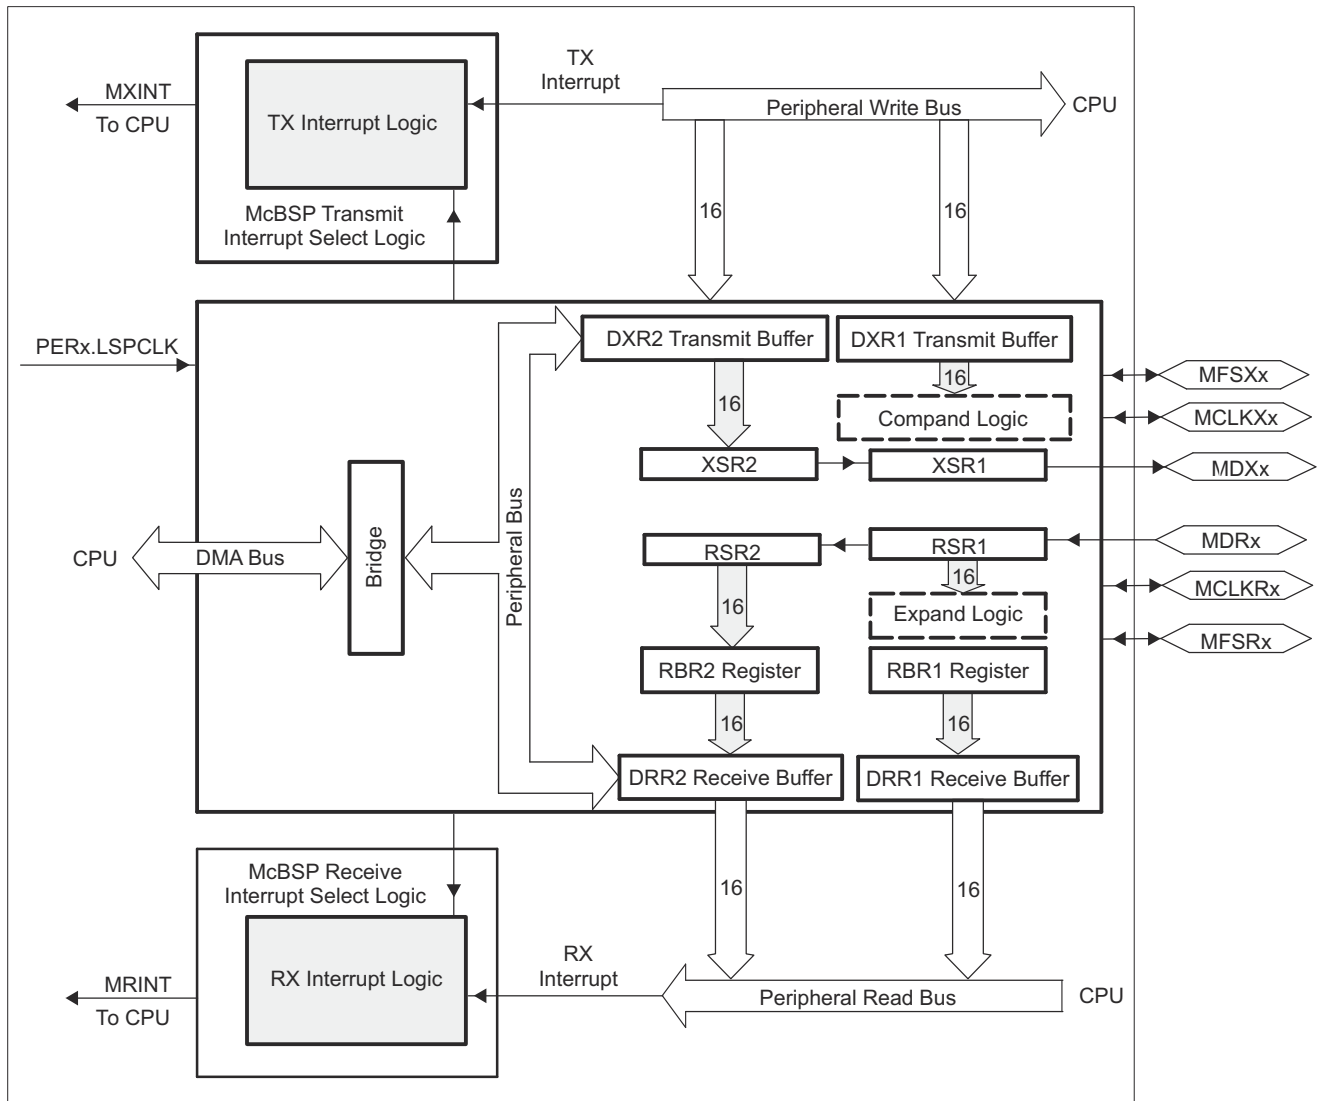 MXINT
To CPU
TX Interrupt Logic
McBSP Transmit
Interrupt Select Logic
TX
Interrupt
Peripheral Write Bus
CPU
16
16
PERx.LSPCLK
DXR2 Transmit Buffer
DXR1 Transmit Buffer
16
16
Compand Logic
XSR2
XSR1
MFSXx
MCLKXx
MDXx
CPU
DMA Bus
Bridge
Peripheral Bus
RSR2
RSR1
16
16
Expand Logic
RBR2 Register
RBR1 Register
16
16
DRR2 Receive Buffer
DRR1 Receive Buffer
MDRx
MCLKRx
MFSRx
McBSP Receive
Interrupt Select Logic
RX Interrupt Logic
MRINT
To CPU
16
16
RX
Interrupt
Peripheral Read Bus
CPU